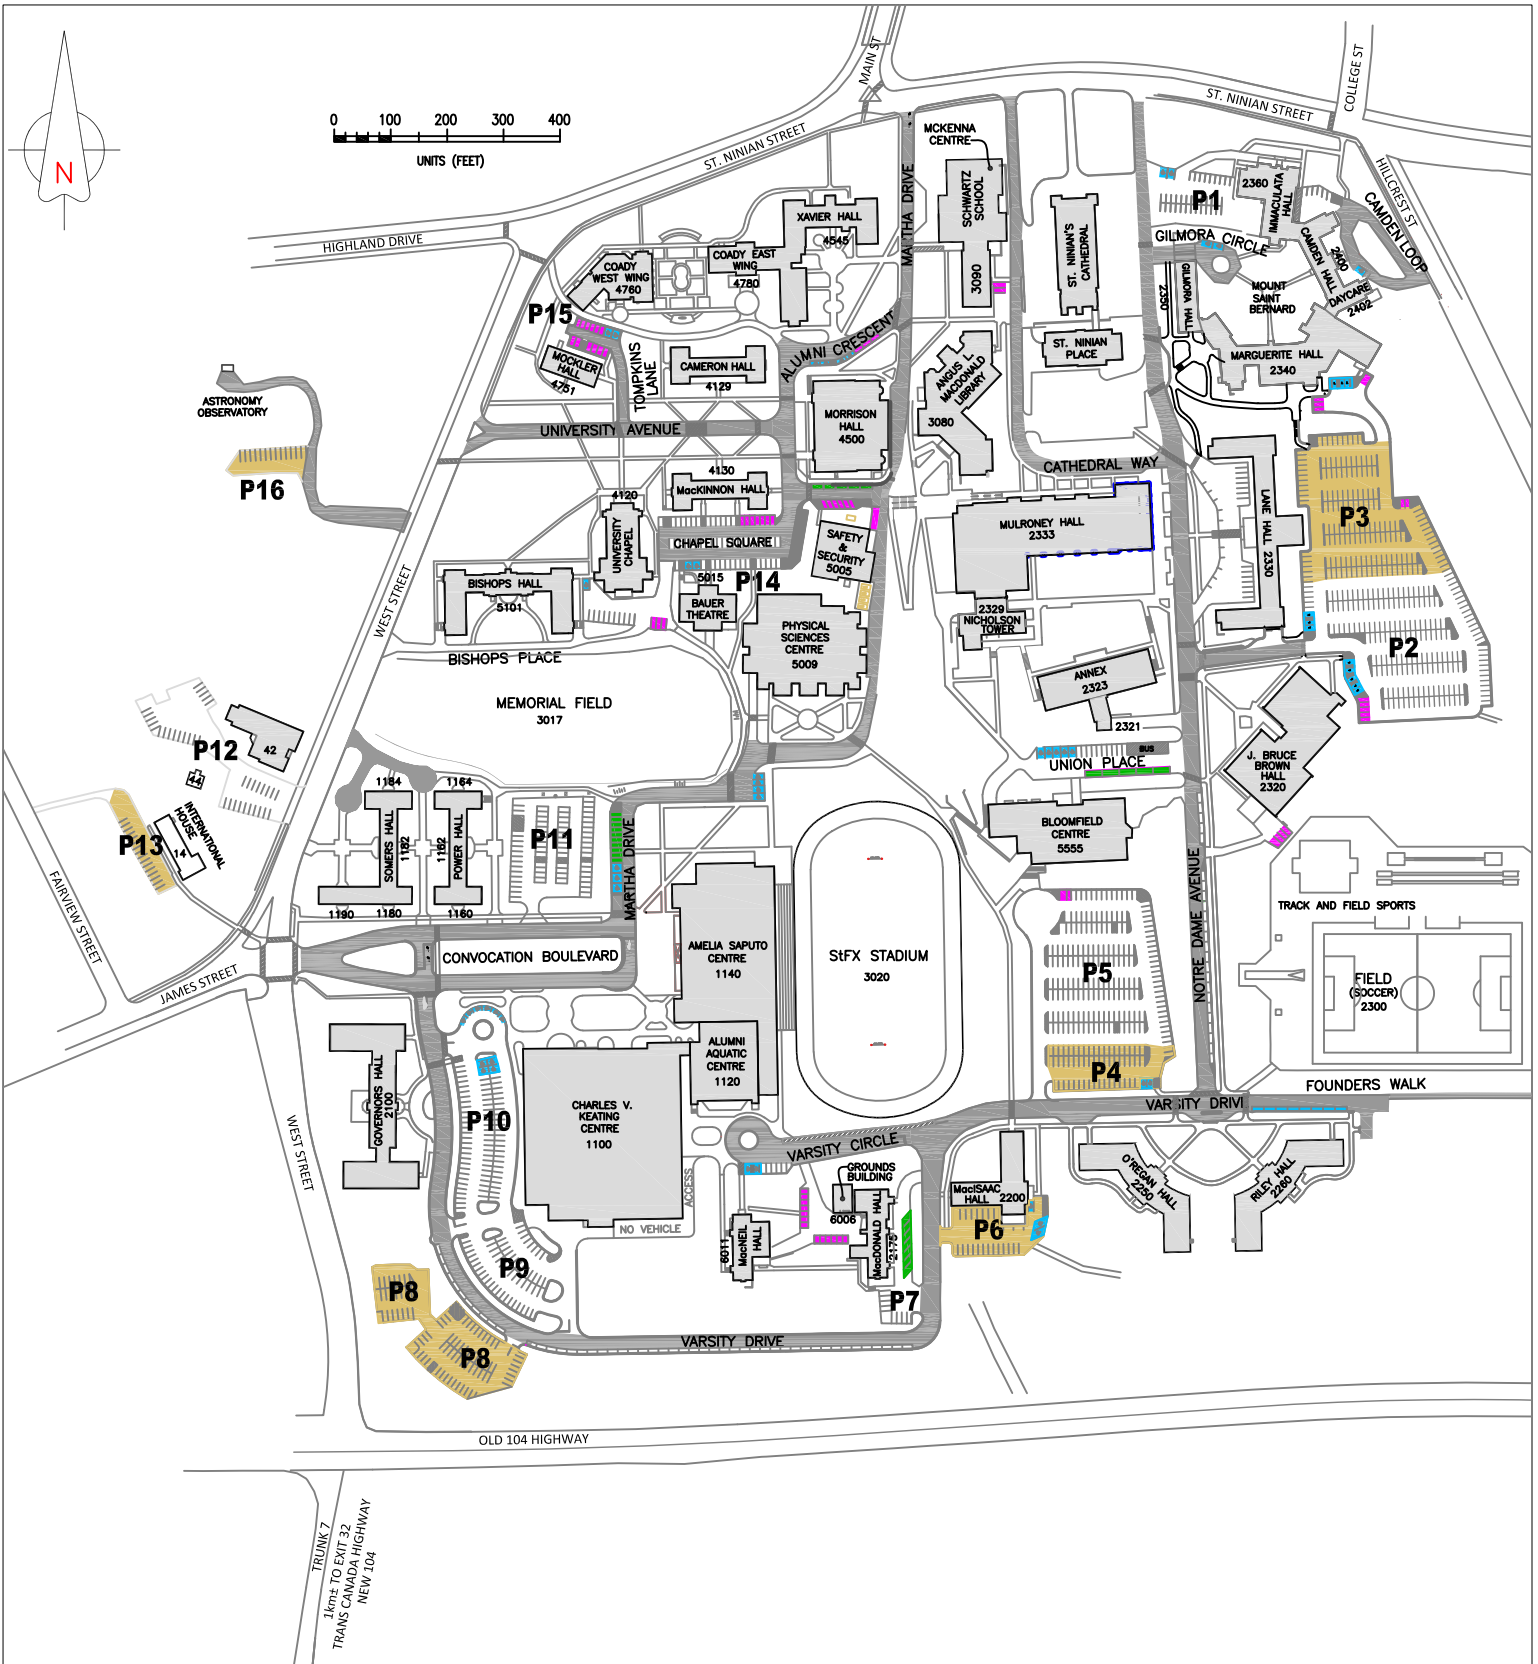 MAIN ST
COLLEGE ST
ST. NINIAN STREET
0 100 200 300 400
UNITS (FEET)
N
MCKENNA
CENTRE
ST. NINIAN STREET
HILLCREST ST
HIGHLAND DRIVE
MARTHA DRIVE
SCHWARTZ
SCHOOL
3090
2360
IMMACULATA
HALL
P1
CAMDEN LOOP
GILMORA CIRCLE
CAMDEN HALL
2400
DAYCARE
2402
XAVIER HALL
4545
COADY EAST
WING
4780
COADY
WEST WING
4760
ST. NINIAN'S
CATHEDRAL
2350
GILMORA HALL
MOUNT
SAINT
BERNARD
P15
MOCKLER
HALL
4751
TOMPKINS
LANE
CAMERON HALL
4129
ALUMNI CRESCENT
ANGUS L.
MACDONALD
LIBRARY
3080
ST. NINIAN
PLACE
MARGUERITE HALL
2340
ASTRONOMY
OBSERVATORY
UNIVERSITY AVENUE
MORRISON
HALL
4500
CATHEDRAL WAY
P16
4130
MacKINNON HALL
4120
UNIVERSITY
CHAPEL
CHAPEL SQUARE
5015
P14
BAUER
THEATRE
SAFETY
&
SECURITY
5005
MULRONEY HALL
2333
LANE HALL 2330
P3
WEST STREET
BISHOPS HALL
5101
BISHOPS PLACE
PHYSICAL
SCIENCES
CENTRE
5009
2329
NICHOLSON
TOWER
ANNEX
2323
2321
P2
MEMORIAL FIELD
3017
P12
42
44
BUS
UNION PLACE
J. BRUCE
BROWN
HALL
2320
1184
1164
SOMERS HALL
1182
1162
POWER HALL
1190
1180
1160
P11
MARTHA DRIVE
INTERNATIONAL
HOUSE
14
P13
BLOOMFIELD
CENTRE
5555
FAIRVIEW STREET
JAMES STREET
CONVOCATION BOULEVARD
AMELIA SAPUTO
CENTRE
1140
StFX STADIUM
3020
NOTRE DAME AVENUE
TRACK AND FIELD SPORTS
P5
FIELD
(SOCCER)
2300
ALUMNI
AQUATIC
CENTRE
1120
P4
FOUNDERS WALK
GOVERNORS HALL
2100
P10
CHARLES V.
KEATING
CENTRE
1100
VARSITY DRIVI
VARSITY CIRCLE
WEST STREET
ACCESS
NO VEHICLE
GROUNDS
BUILDING
6006
MacDONALD HALL
2175
6011
MacNEIL
HALL
MacISAAC
HALL
2200
P6
O'REGAN HALL
2250
RILEY HALL
2260
P9
P8
P7
P8
VARSITY DRIVE
OLD 104 HIGHWAY
TRUNK 7
1km± TO EXIT 32
TRANS CANADA HIGHWAY
NEW 104